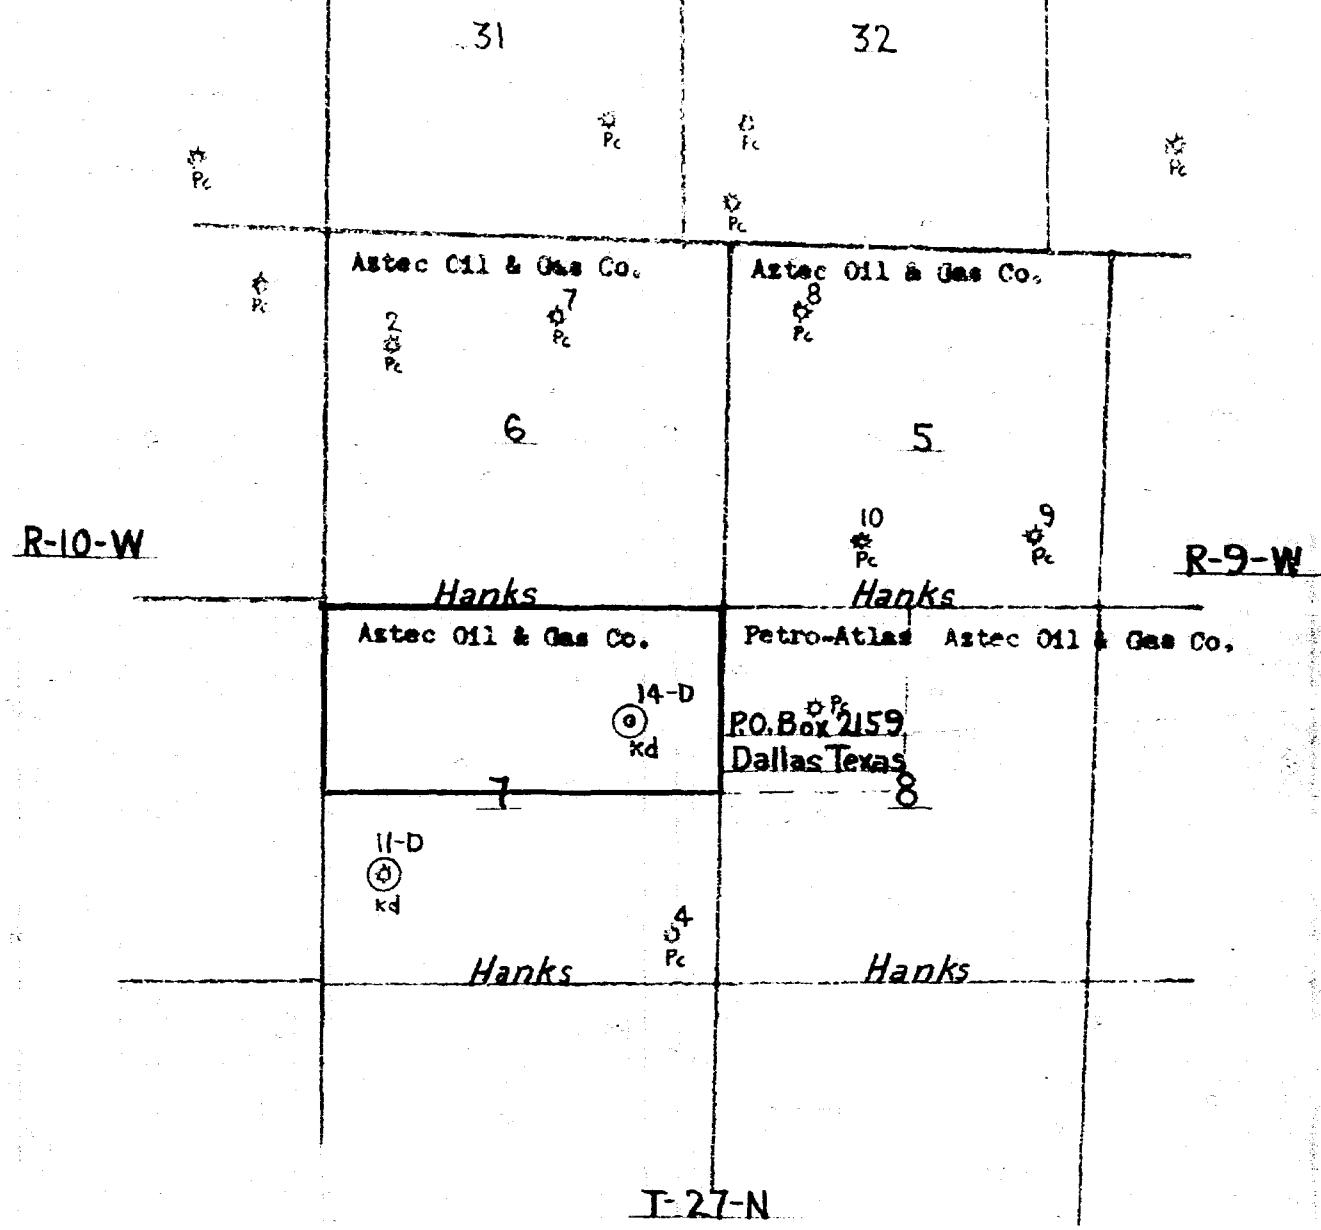 31
32
Pc
Pc
Pc
Pc
Pc
Aztec Oil & Gas Co.
Aztec Oil & Gas Co.
Pc
2
Pc
7
Pc
8
Pc
6
5
R-10-W
10
Pc
9
Pc
R-9-W
Hanks
Hanks
Aztec Oil & Gas Co.
Petro-Atlas
Aztec Oil & Gas Co.
14-D
Kd
Pc
P.O. Box 2159
Dallas Texas
7
8
11-D
Kd
4
Pc
Hanks
Hanks
T-27-N